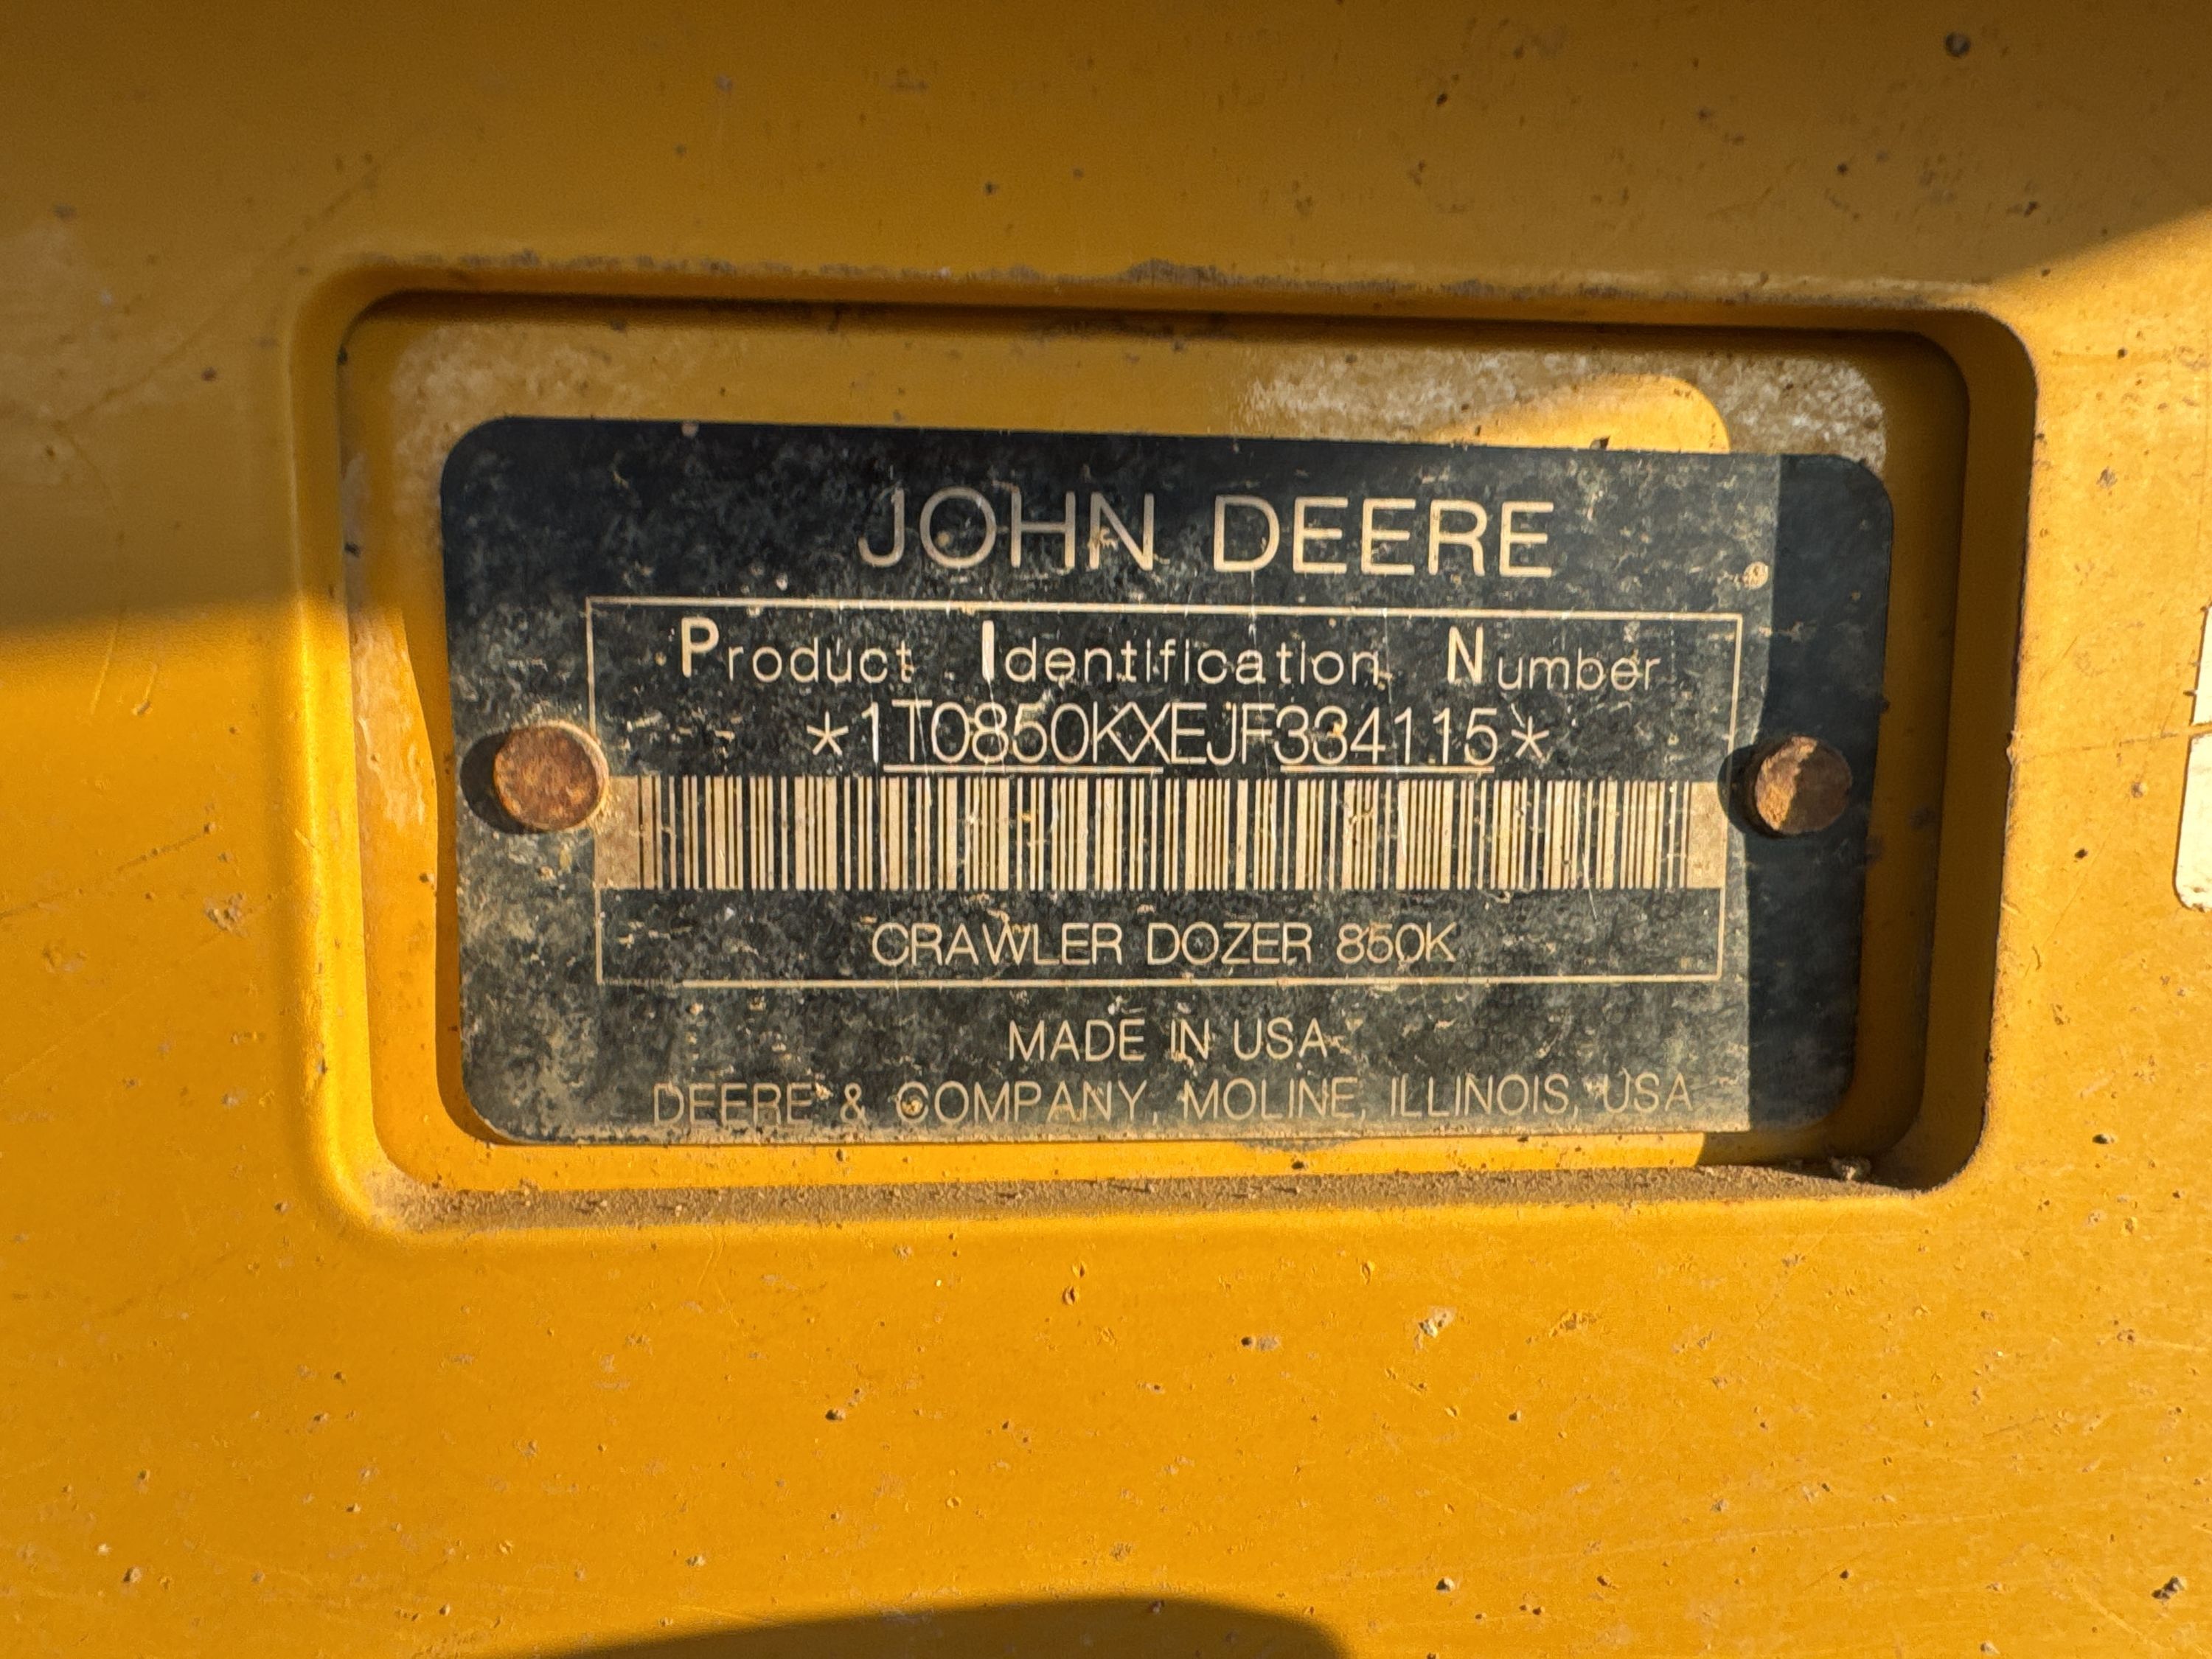 JOHN DEERE
Product Identification Number
*1T0850KXEJF334115*
CRAWLER DOZER 850K
MADE IN USA
DEERE & COMPANY, MOLINE, ILLINOIS, USA